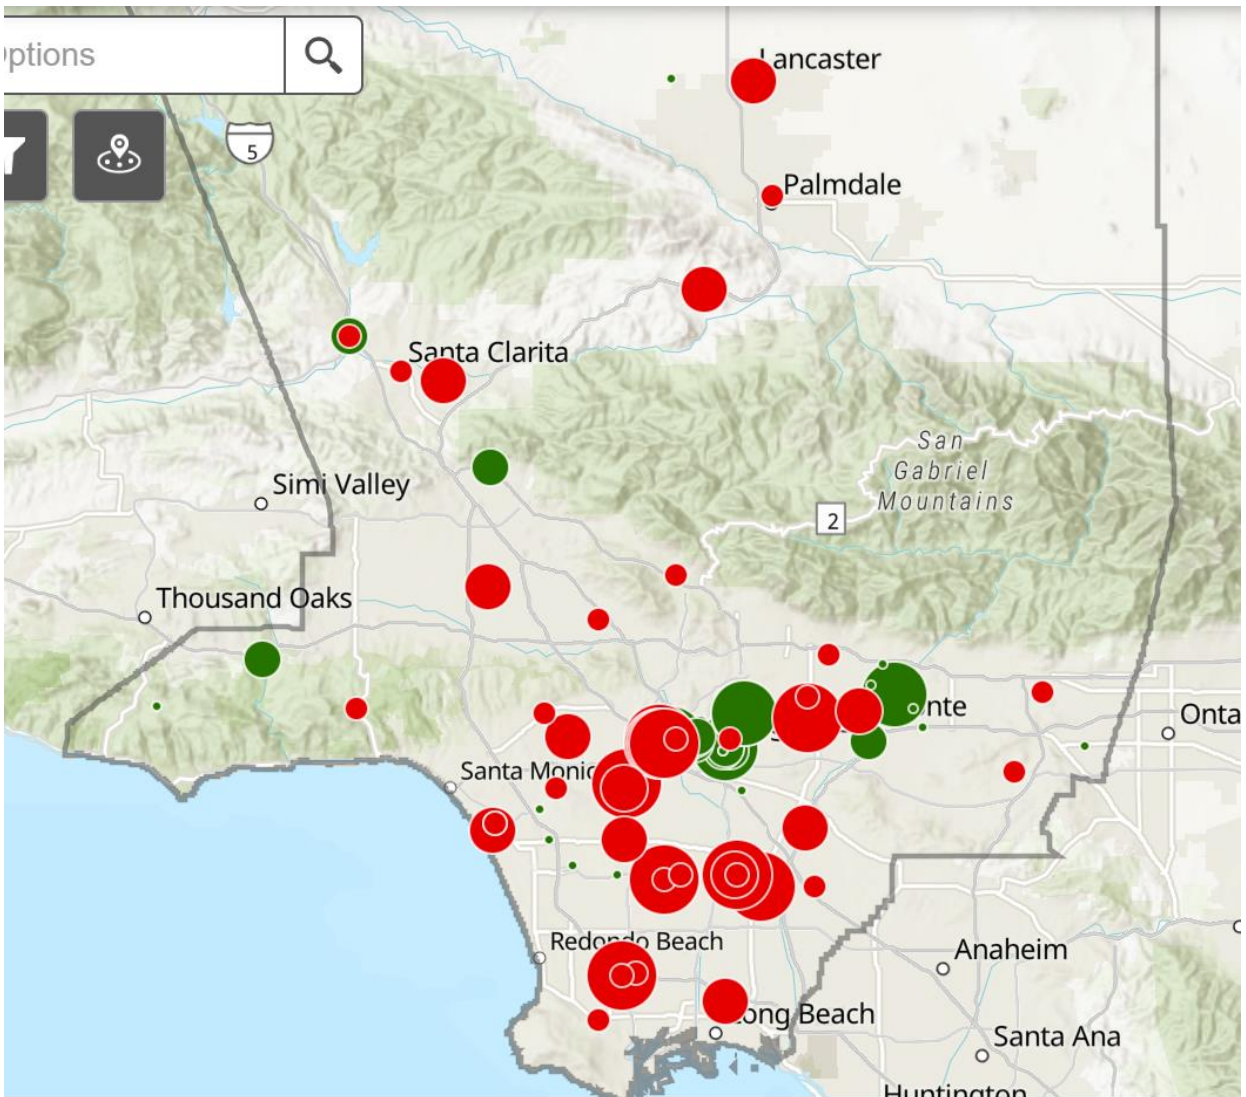 ptions
ancaster
5
Palmdale
Santa Clarita
San
Gabriel
Mountains
Simi Valley
2
Thousand Oaks
nte
Onta
Santa Monic
Redondo Beach
Anaheim
ong Beach
Santa Ana
Huntington